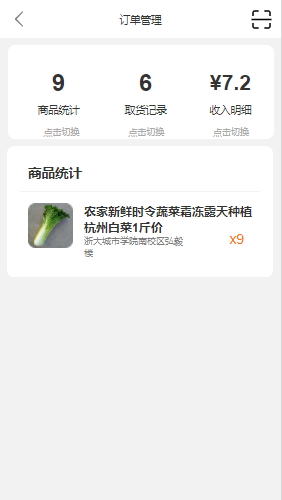 订单管理
9 6 ¥7.2
商品统计 取货记录 收入明细
点击切换 点击切换 点击切换
商品统计
农家新鲜时令蔬菜霜冻露天种植
杭州白菜1斤价
浙大城市学院南校区弘毅
楼
x9